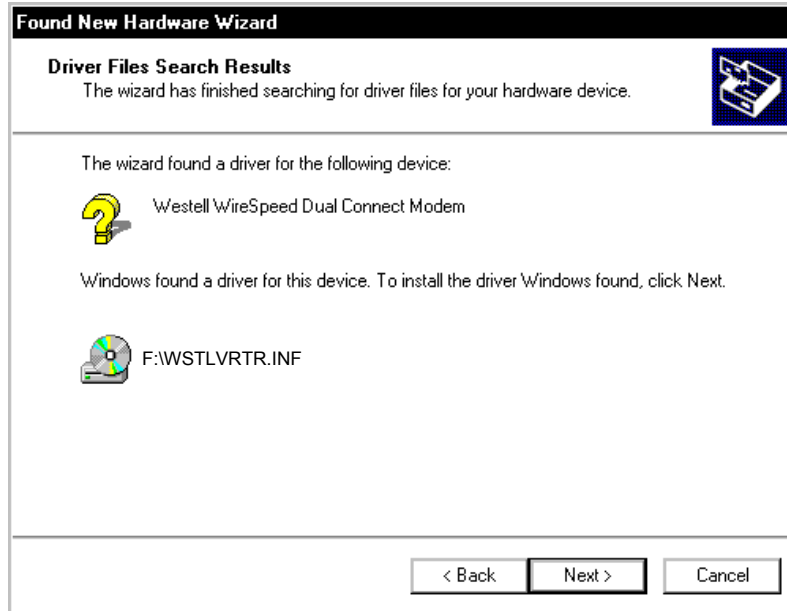 Found New Hardware Wizard
Driver Files Search Results
The wizard has finished searching for driver files for your hardware device.
The wizard found a driver for the following device:
Westell WireSpeed Dual Connect Modem
Windows found a driver for this device. To install the driver Windows found, click Next.
F:\WSTLVRTR.INF
< Back Next > Cancel